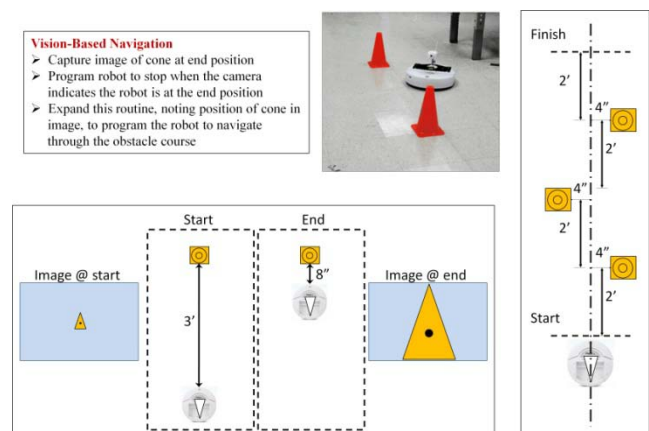 Vision-Based Navigation
➢ Capture image of cone at end position
➢ Program robot to stop when the camera
indicates the robot is at the end position
➢ Expand this routine, noting position of cone in
image, to program the robot to navigate
through the obstacle course
Start
End
Image @ start
3’
8”
Image @ end
Finish
2’
4”
2’
4”
2’
4”
2’
Start